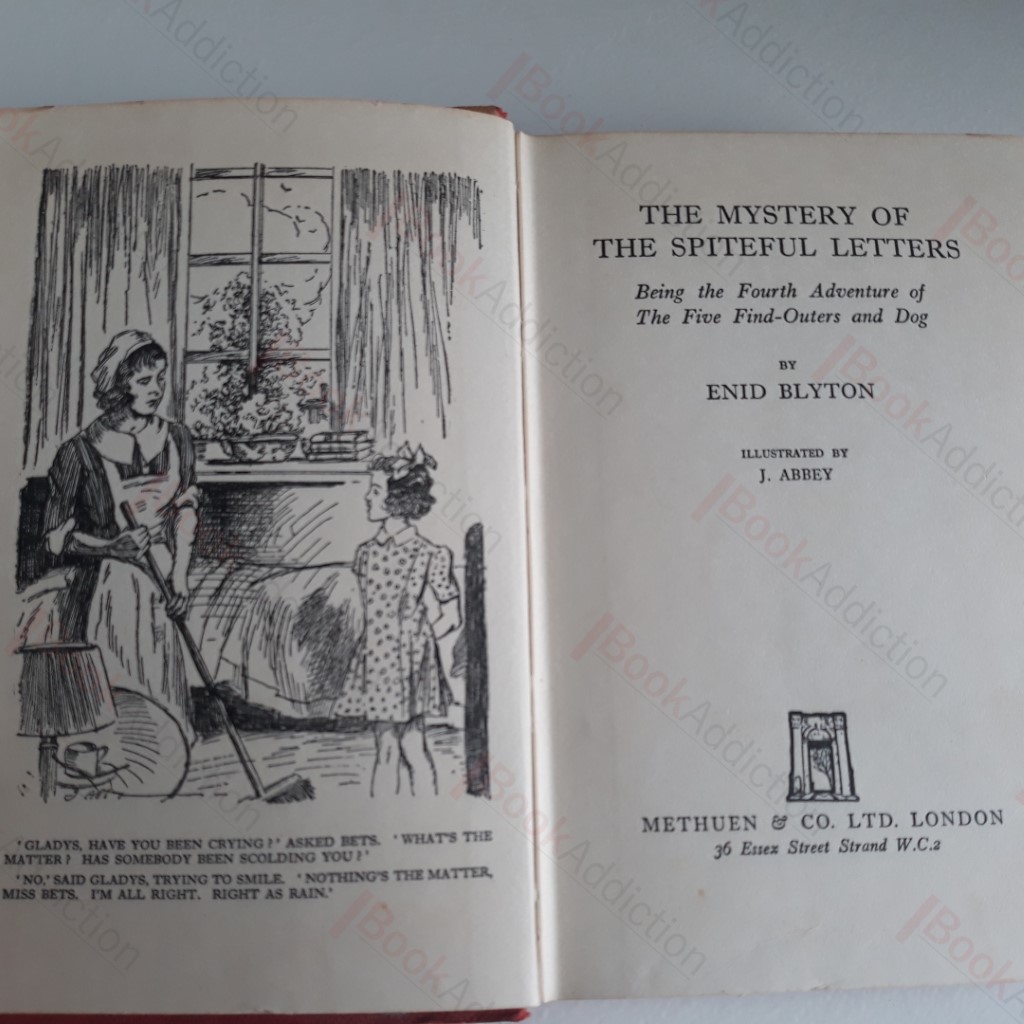 'GLADYS, HAVE YOU BEEN CRYING?' ASKED BETS. 'WHAT'S THE
MATTER? HAS SOMEBODY BEEN SCOLDING YOU?'
'NO,' SAID GLADYS, TRYING TO SMILE. 'NOTHING'S THE MATTER,
MISS BETS. I'M ALL RIGHT. RIGHT AS RAIN.'
THE MYSTERY OF
THE SPITEFUL LETTERS
Being the Fourth Adventure of
The Five Find-Outers and Dog
BY
ENID BLYTON
ILLUSTRATED BY
J. ABBEY
METHUEN & CO. LTD. LONDON
36 Essex Street Strand W.C.2
BookAddiction